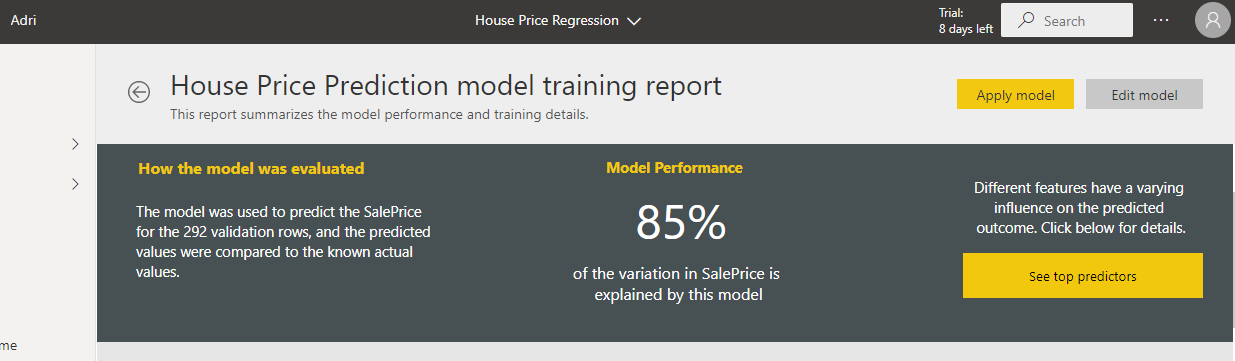 Adri
House Price Regression
Trial:
8 days left
Search
House Price Prediction model training report
This report summarizes the model performance and training details.
Apply model
Edit model
How the model was evaluated
The model was used to predict the SalePrice
for the 292 validation rows, and the predicted
values were compared to the known actual
values.
Model Performance
85%
of the variation in SalePrice is
explained by this model
Different features have a varying
influence on the predicted
outcome. Click below for details.
See top predictors
me